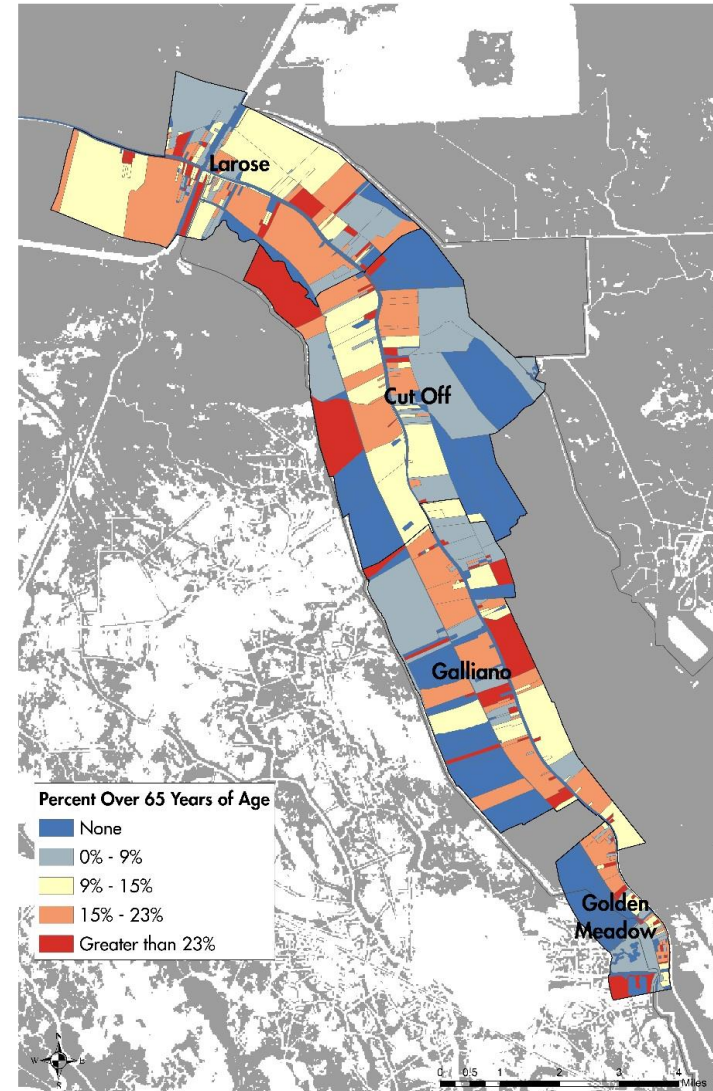 Larose
Cut Off
Galliano
Golden
Meadow
Percent Over 65 Years of Age
None
0% - 9%
9% - 15%
15% - 23%
Greater than 23%
N
W E
S
0 0.5 1 2 3 4
Miles